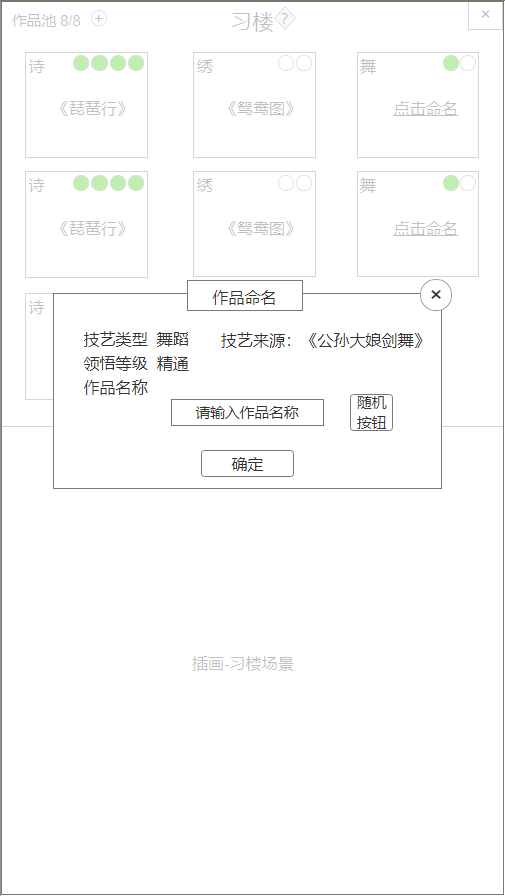 作品池 8/8 +
习楼 ?
×
诗
绣
舞
《琵琶行》
《鸳鸯图》
点击命名
诗
绣
舞
《琵琶行》
《鸳鸯图》
点击命名
诗
作品命名
×
技艺类型 舞蹈
技艺来源：《公孙大娘剑舞》
领悟等级 精通
作品名称
请输入作品名称
随机
按钮
确定
插画-习楼场景